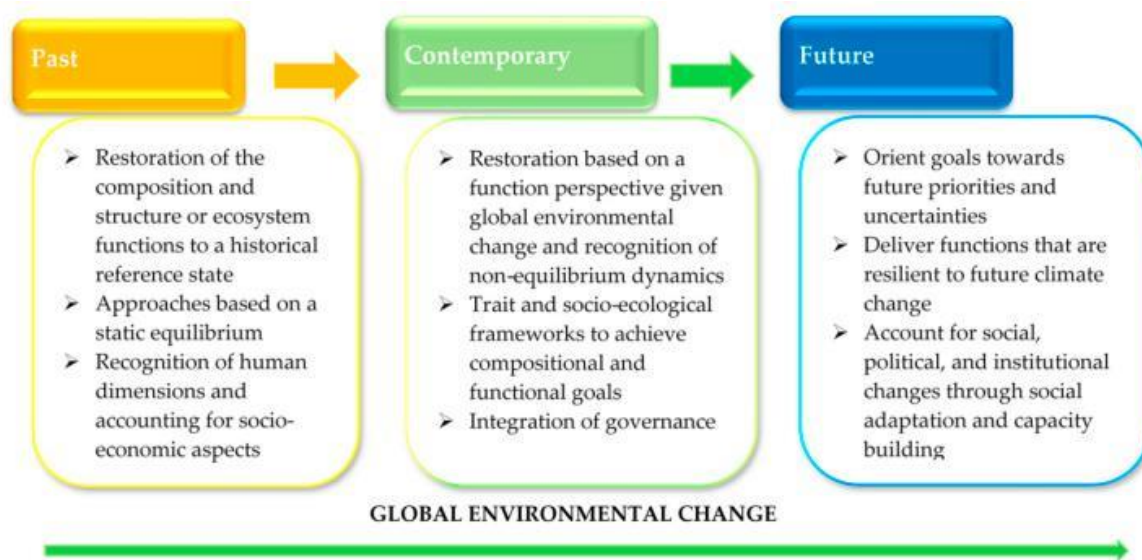 Past
Contemporary
Future
➢ Restoration of the
composition and
structure or ecosystem
functions to a historical
reference state
➢ Approaches based on a
static equilibrium
➢ Recognition of human
dimensions and
accounting for socio-
economic aspects
➢ Restoration based on a
function perspective given
global environmental
change and recognition of
non-equilibrium dynamics
➢ Trait and socio-ecological
frameworks to achieve
compositional and
functional goals
➢ Integration of governance
➢ Orient goals towards
future priorities and
uncertainties
➢ Deliver functions that are
resilient to future climate
change
➢ Account for social,
political, and institutional
changes through social
adaptation and capacity
building
GLOBAL ENVIRONMENTAL CHANGE